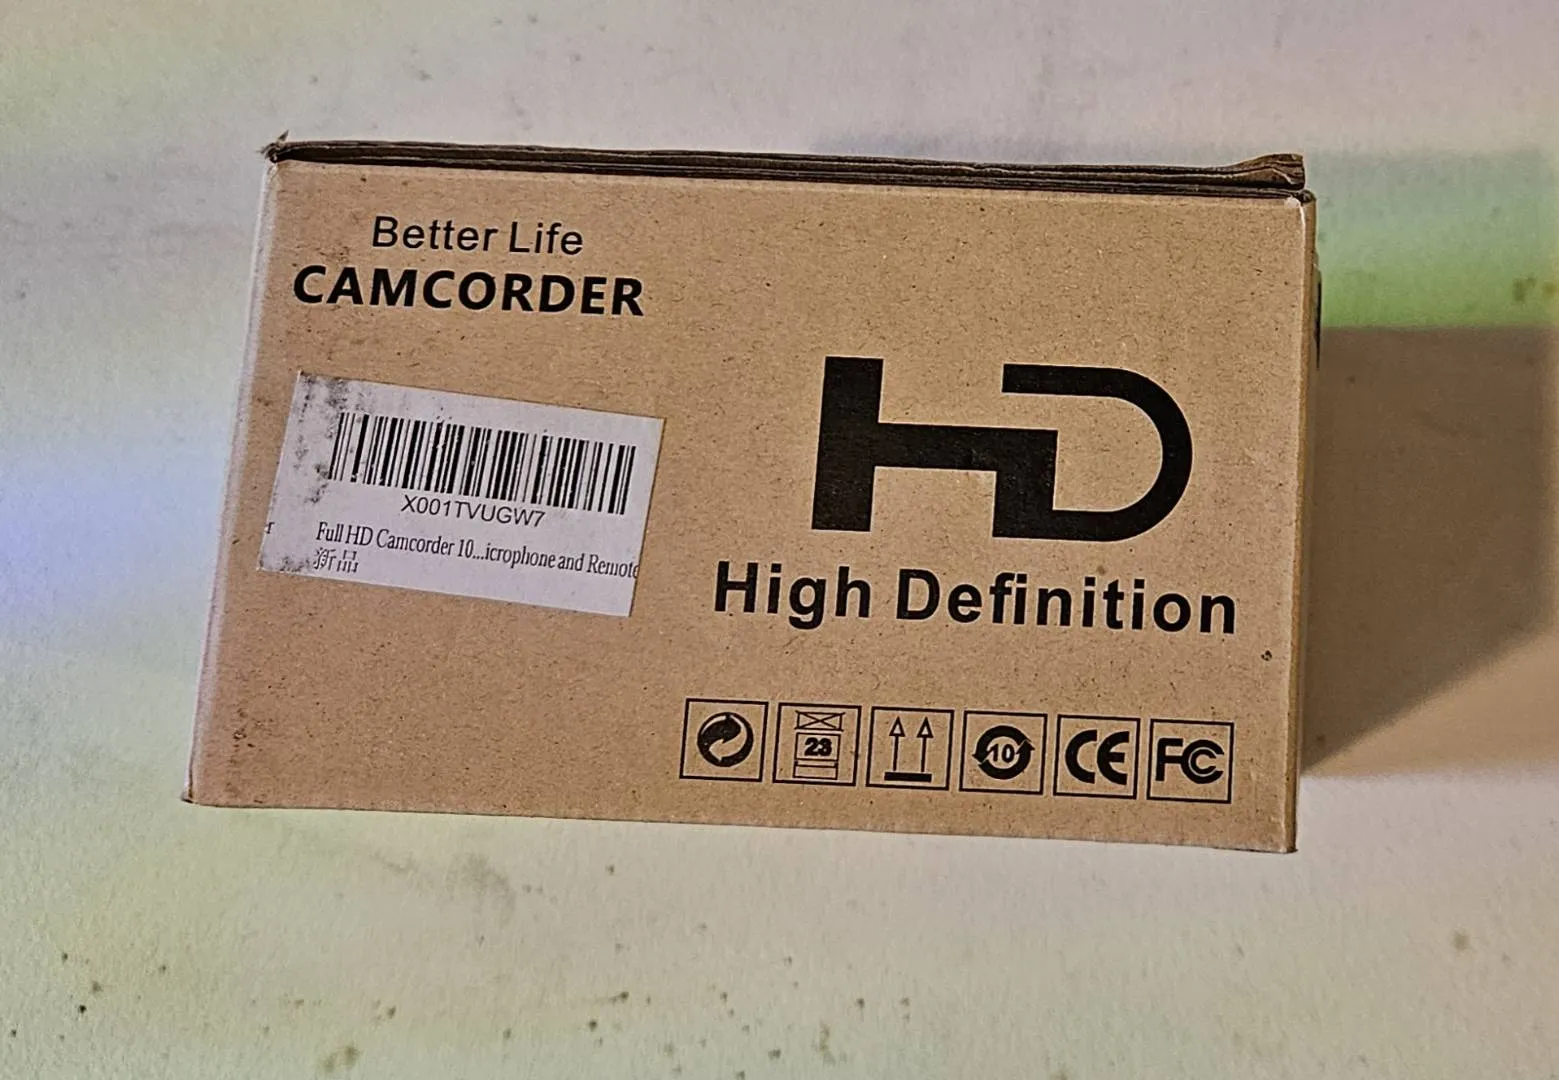 Better Life
CAMCORDER
X001TVUGW7
Full HD Camcorder 10...icrophone and Remote
新品
HD
High Definition
23
10
CE
FC